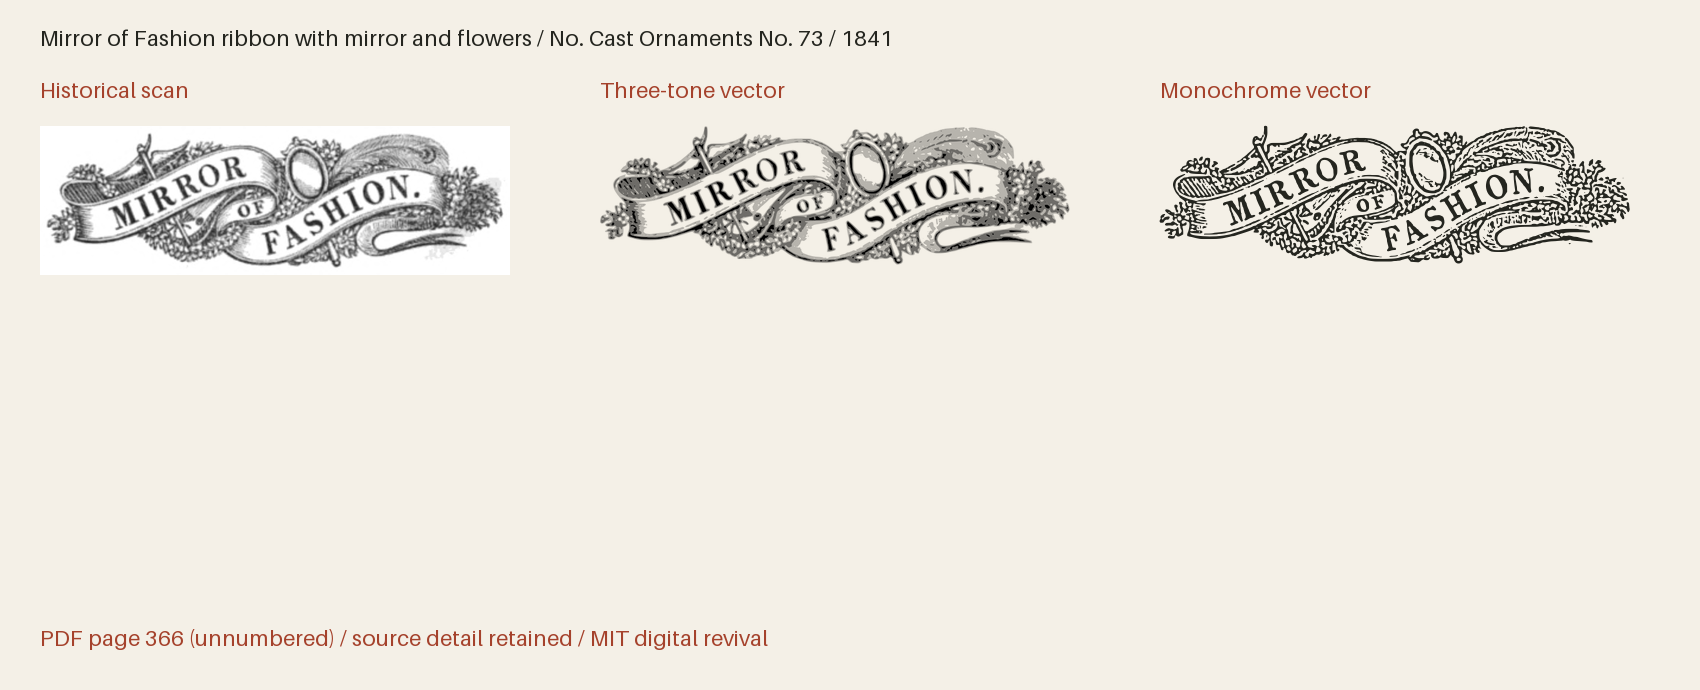 Mirror of Fashion ribbon with mirror and flowers / No. Cast Ornaments No. 73 / 1841
Historical scan
Three-tone vector
Monochrome vector
MIRROR
OF
FASHION.
MIRROR
OF
FASHION.
MIRROR
OF
FASHION.
PDF page 366 (unnumbered) / source detail retained / MIT digital revival